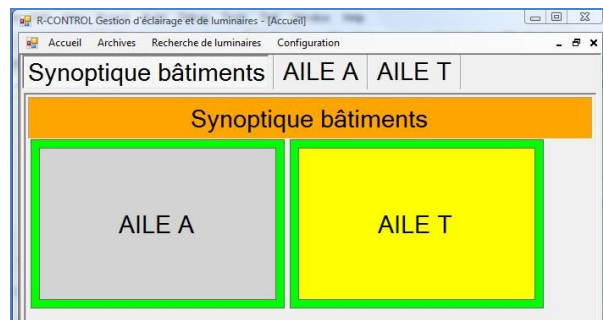 R-CONTROL Gestion d'éclairage et de luminaires - [Accueil]
Accueil Archives Recherche de luminaires Configuration
Synoptique bâtiments AILE A AILE T
Synoptique bâtiments
AILE A AILE T